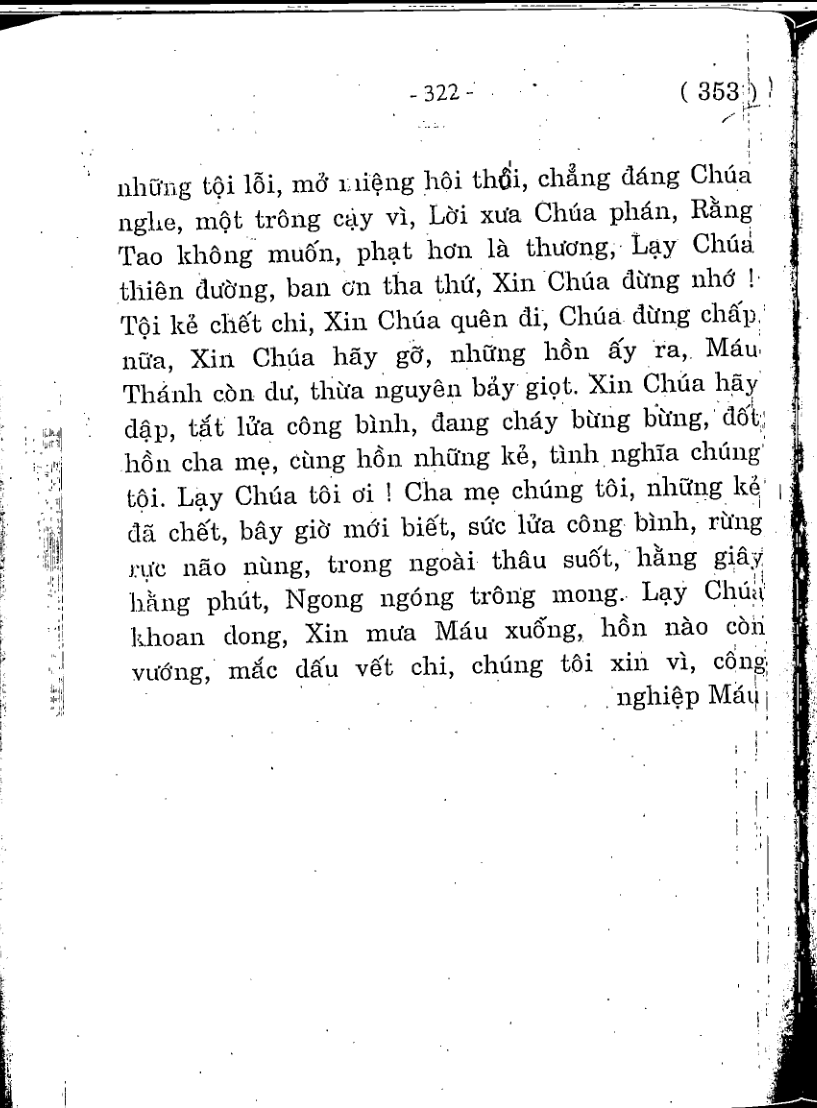 - 322 -
( 353 )
những tội lỗi, mở miệng hôi thối, chẳng đáng Chúa
nghe, một trông cạy vì, Lời xưa Chúa phán, Rằng
Tao không muốn, phạt hơn là thương, Lạy Chúa
thiên đường, ban ơn tha thứ, Xin Chúa đừng nhớ !
Tội kẻ chết chi, Xin Chúa quên đi, Chúa đừng chấp
nữa, Xin Chúa hãy gỡ, những hồn ấy ra, Máu
Thánh còn dư, thừa nguyên bảy giọt. Xin Chúa hãy
dập, tắt lửa công bình, đang cháy bừng bừng, đốt
hồn cha mẹ, cùng hồn những kẻ, tình nghĩa chúng
tôi. Lạy Chúa tôi ơi ! Cha mẹ chúng tôi, những kẻ
đã chết, bây giờ mới biết, sức lửa công bình, rừng
rực não nùng, trong ngoài thâu suốt, hằng giây
hằng phút, Ngong ngóng trông mong. Lạy Chúa
khoan dong, Xin mưa Máu xuống, hồn nào còn
vướng, mắc dấu vết chi, chúng tôi xin vì, công
nghiệp Máu